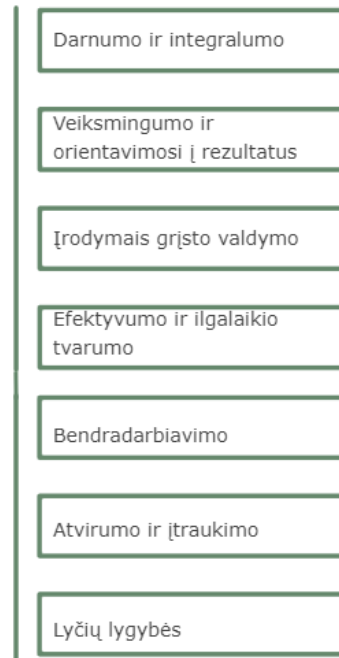 Darnumo ir integralumo
Veiksmingumo ir
orientavimosi į rezultatus
Įrodymais grįsto valdymo
Efektyvumo ir ilgalaikio
tvarumo
Bendradarbiavimo
Atvirumo ir įtraukimo
Lyčių lygybės